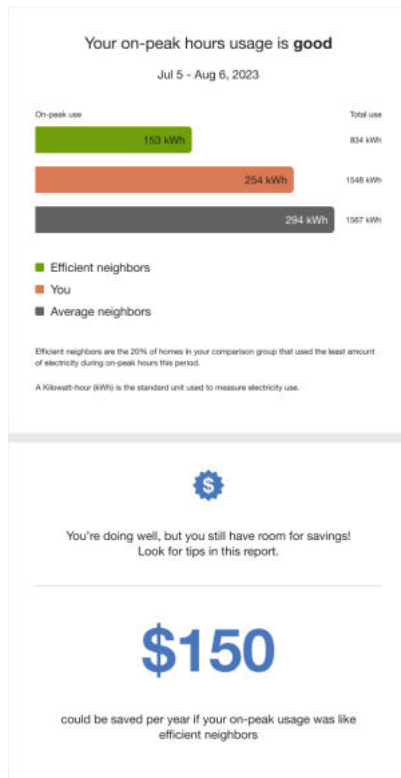 Your on-peak hours usage is good
Jul 5 - Aug 6, 2023
On-peak use Total use
153 kWh 834 kWh
254 kWh 1548 kWh
294 kWh 1567 kWh
Efficient neighbors
You
Average neighbors
Efficient neighbors are the 20% of homes in your comparison group that used the least amount
of electricity during on-peak hours this period.
A Kilowatt-hour (kWh) is the standard unit used to measure electricity use.
$
You're doing well, but you still have room for savings!
Look for tips in this report.
$150
could be saved per year if your on-peak usage was like
efficient neighbors